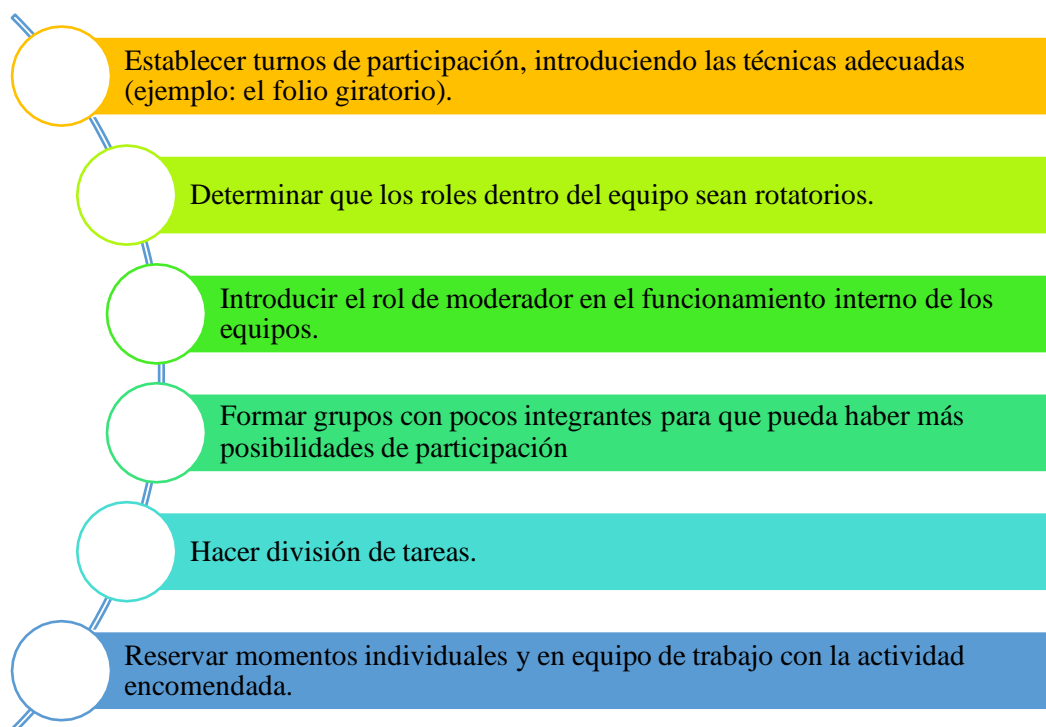 Establecer turnos de participación, introduciendo las técnicas adecuadas
(ejemplo: el folio giratorio).
Determinar que los roles dentro del equipo sean rotatorios.
Introducir el rol de moderador en el funcionamiento interno de los
equipos.
Formar grupos con pocos integrantes para que pueda haber más
posibilidades de participación
Hacer división de tareas.
Reservar momentos individuales y en equipo de trabajo con la actividad
encomendada.